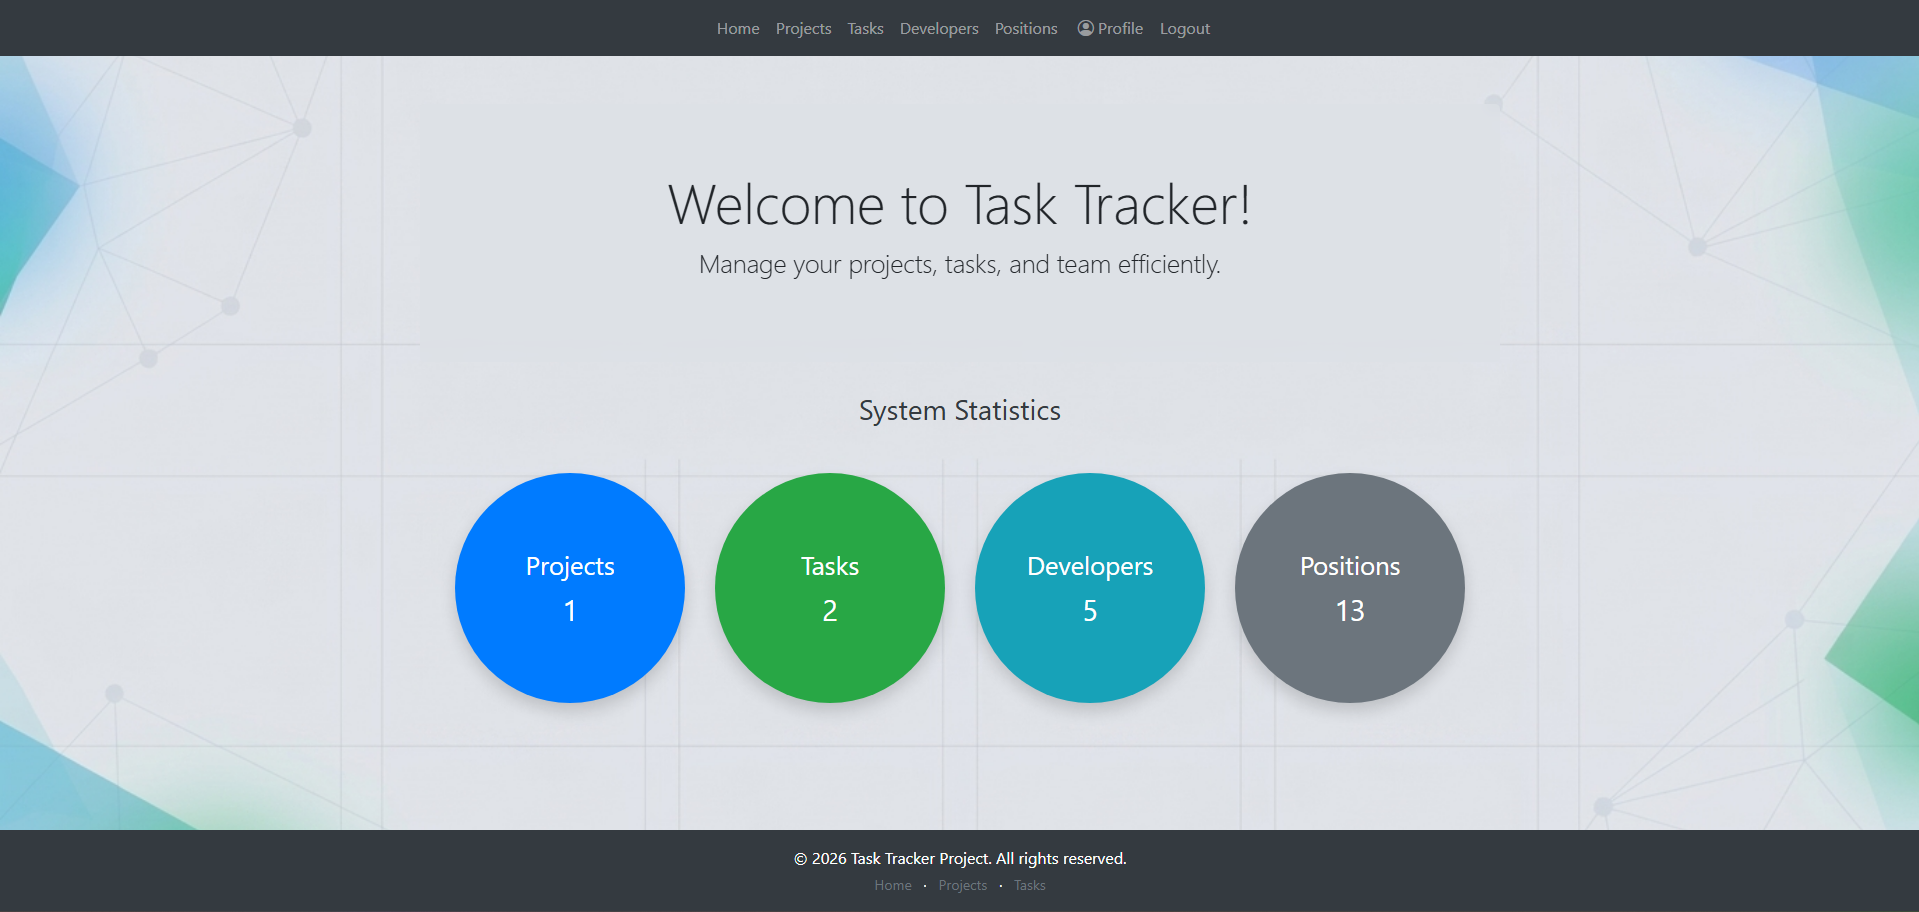 Home Projects Tasks Developers Positions Profile Logout
Welcome to Task Tracker!
Manage your projects, tasks, and team efficiently.
System Statistics
Projects
1
Tasks
2
Developers
5
Positions
13
© 2026 Task Tracker Project. All rights reserved.
Home · Projects · Tasks